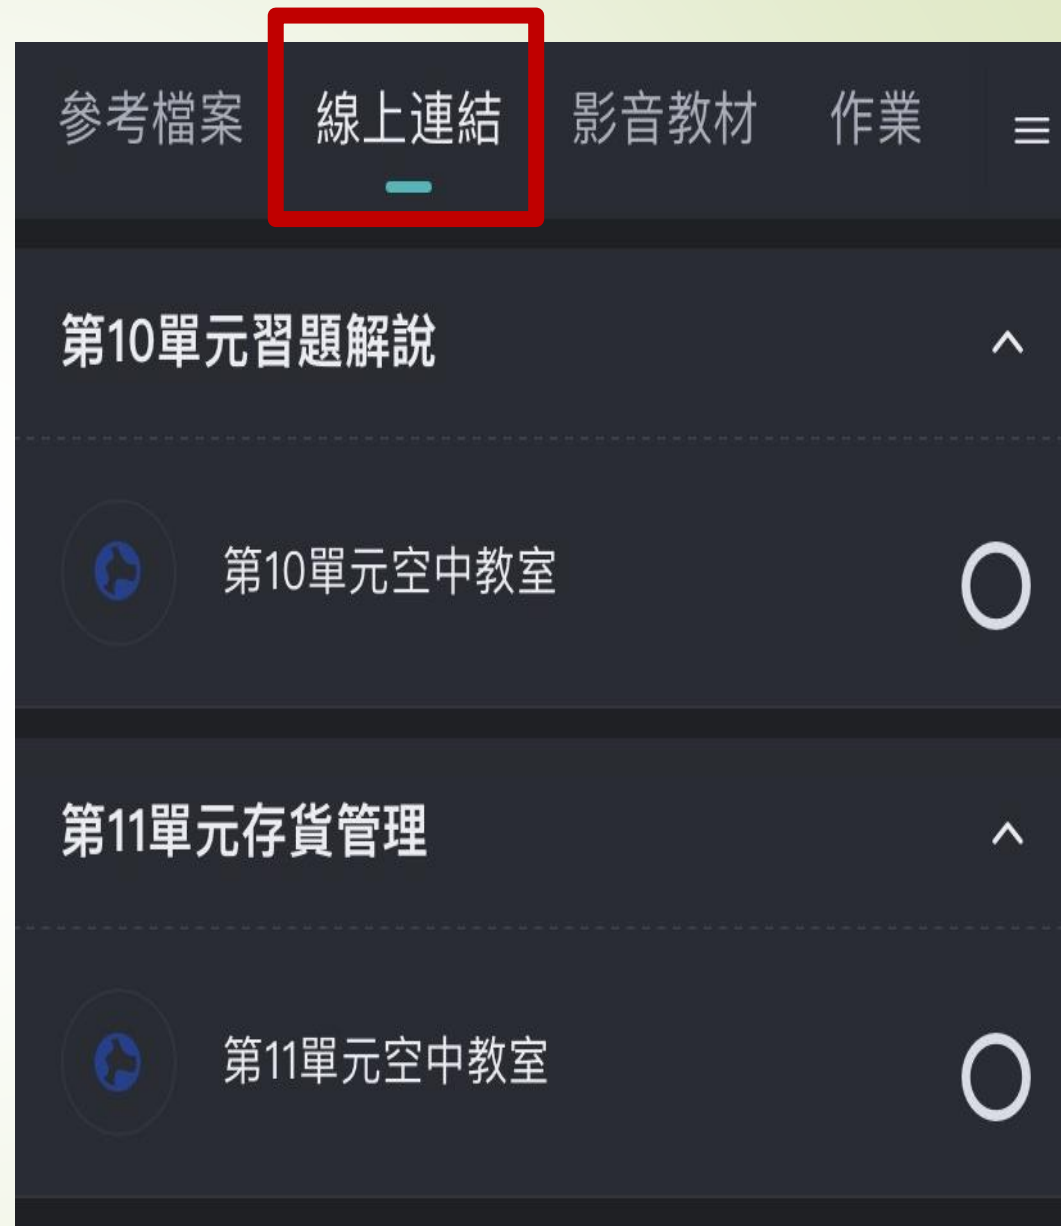 參考檔案 線上連結 影音教材 作業
第10單元習題解說
第10單元空中教室
第11單元存貨管理
第11單元空中教室